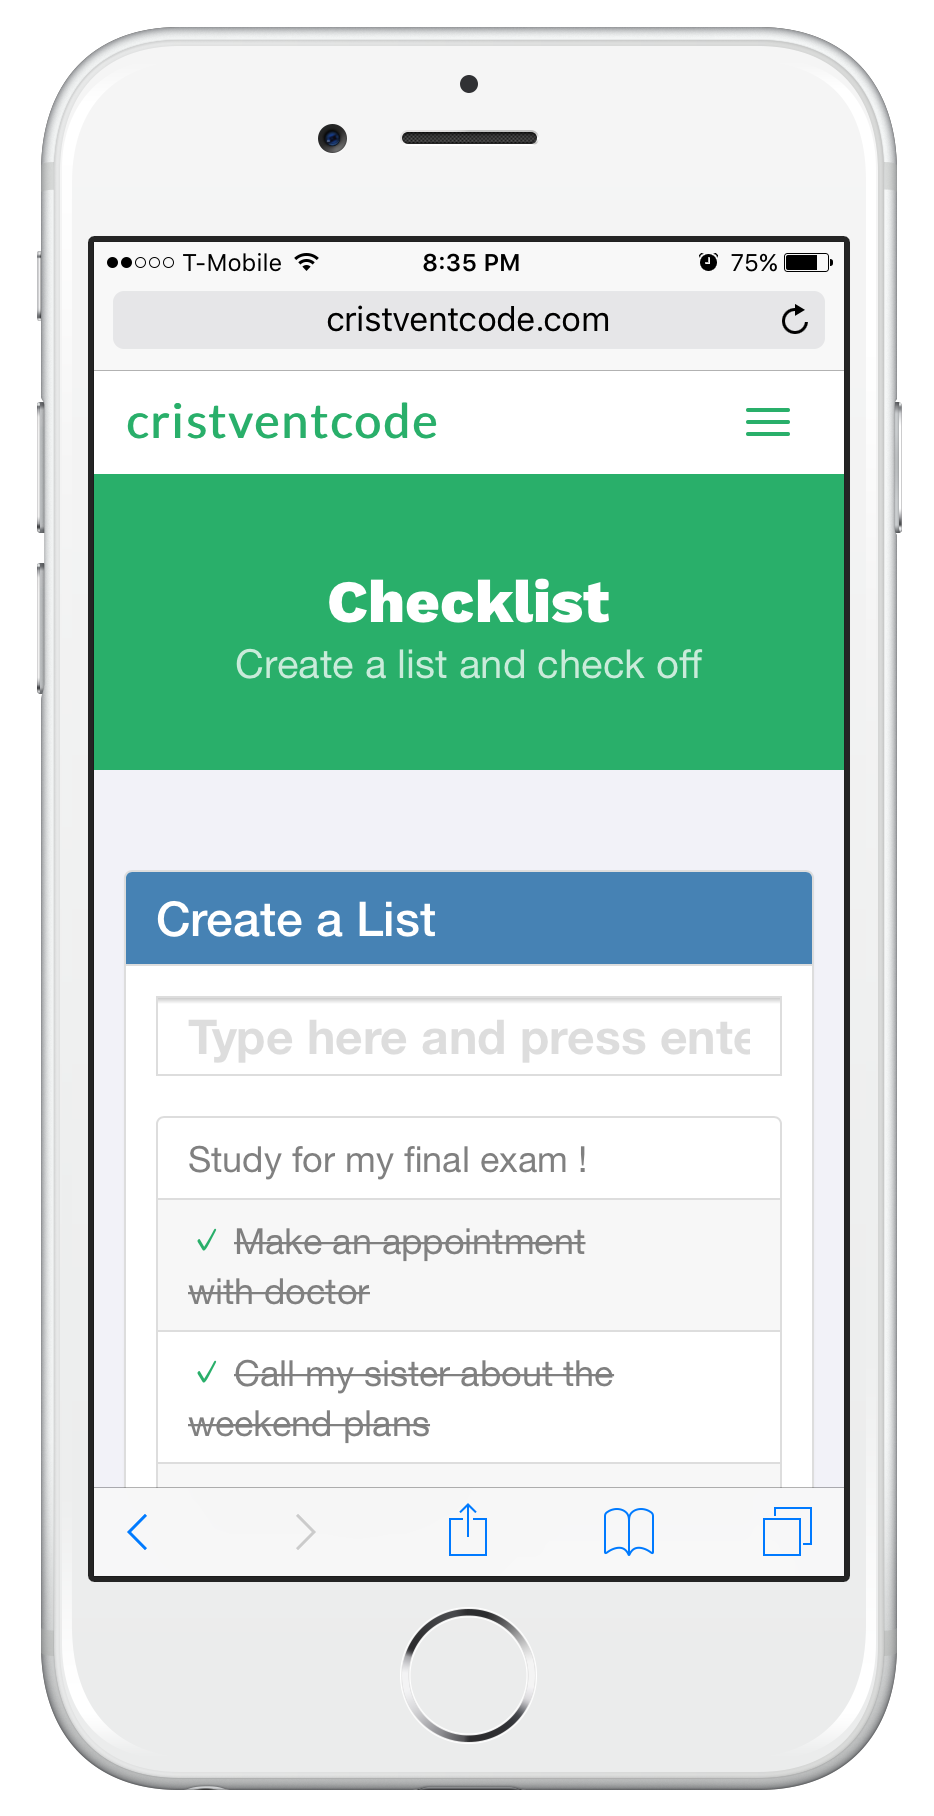 T-Mobile 8:35 PM 75%
cristventcode.com
cristventcode
Checklist
Create a list and check off
Create a List
Type here and press ente
Study for my final exam !
✓ Make an appointment
with doctor
✓ Call my sister about the
weekend plans